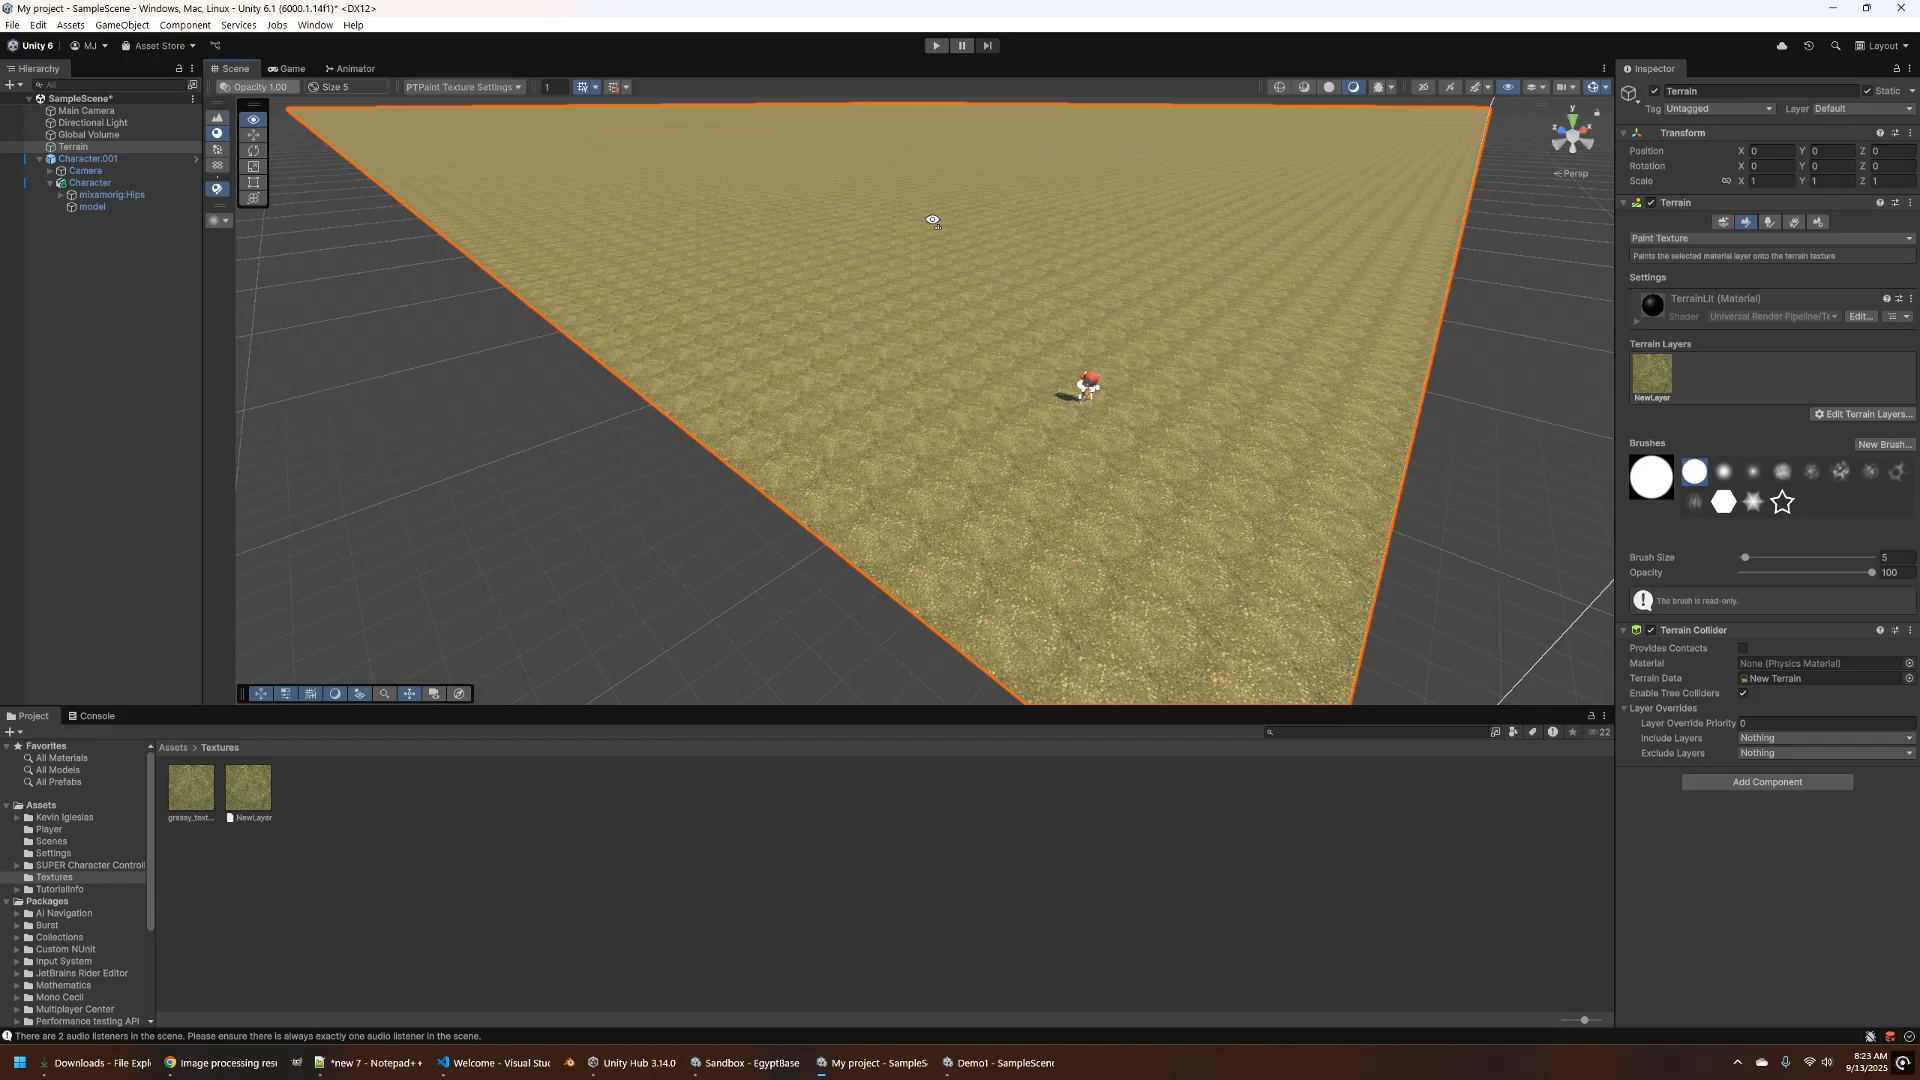 My project - SampleScene - Windows, Mac, Linux - Unity 6.1 (6000.1.14f1)* <DX12>
File Edit Assets GameObject Component Services Jobs Window Help
Unity 6 MJ Asset Store Layout
Hierarchy
All
SampleScene*
Main Camera
Directional Light
Global Volume
Terrain
Character.001
Camera
Character
mixamorig:Hips
model
Scene Game Animator
Opacity 1.00 Size 5 PTPaint Texture Settings 1 2D
y
z x
Persp
Inspector
Terrain Static
Tag Untagged Layer Default
Transform
Position X 0 Y 0 Z 0
Rotation X 0 Y 0 Z 0
Scale X 1 Y 1 Z 1
Terrain
Paint Texture
Paints the selected material layer onto the terrain texture
Settings
TerrainLit (Material)
Shader Universal Render Pipeline/Te Edit...
Terrain Layers
NewLayer
Edit Terrain Layers...
Brushes New Brush...
Brush Size 5
Opacity 100
The brush is read-only.
Terrain Collider
Provides Contacts
Material None (Physics Material)
Terrain Data New Terrain
Enable Tree Colliders
Layer Overrides
Layer Override Priority 0
Include Layers Nothing
Exclude Layers Nothing
Add Component
Project Console
22
Favorites
All Materials
All Models
All Prefabs
Assets
Kevin Iglesias
Player
Scenes
Settings
SUPER Character Controll
Textures
TutorialInfo
Packages
AI Navigation
Burst
Collections
Custom NUnit
Input System
JetBrains Rider Editor
Mathematics
Mono Cecil
Multiplayer Center
Performance testing API
Assets > Textures
grassy_text...
NewLayer
There are 2 audio listeners in the scene. Please ensure there is always exactly one audio listener in the scene.
Downloads - File Expl Image processing resu *new 7 - Notepad++ Welcome - Visual Stud Unity Hub 3.14.0 Sandbox - EgyptBase My project - SampleS Demo1 - SampleScene
8:23 AM
9/13/2025